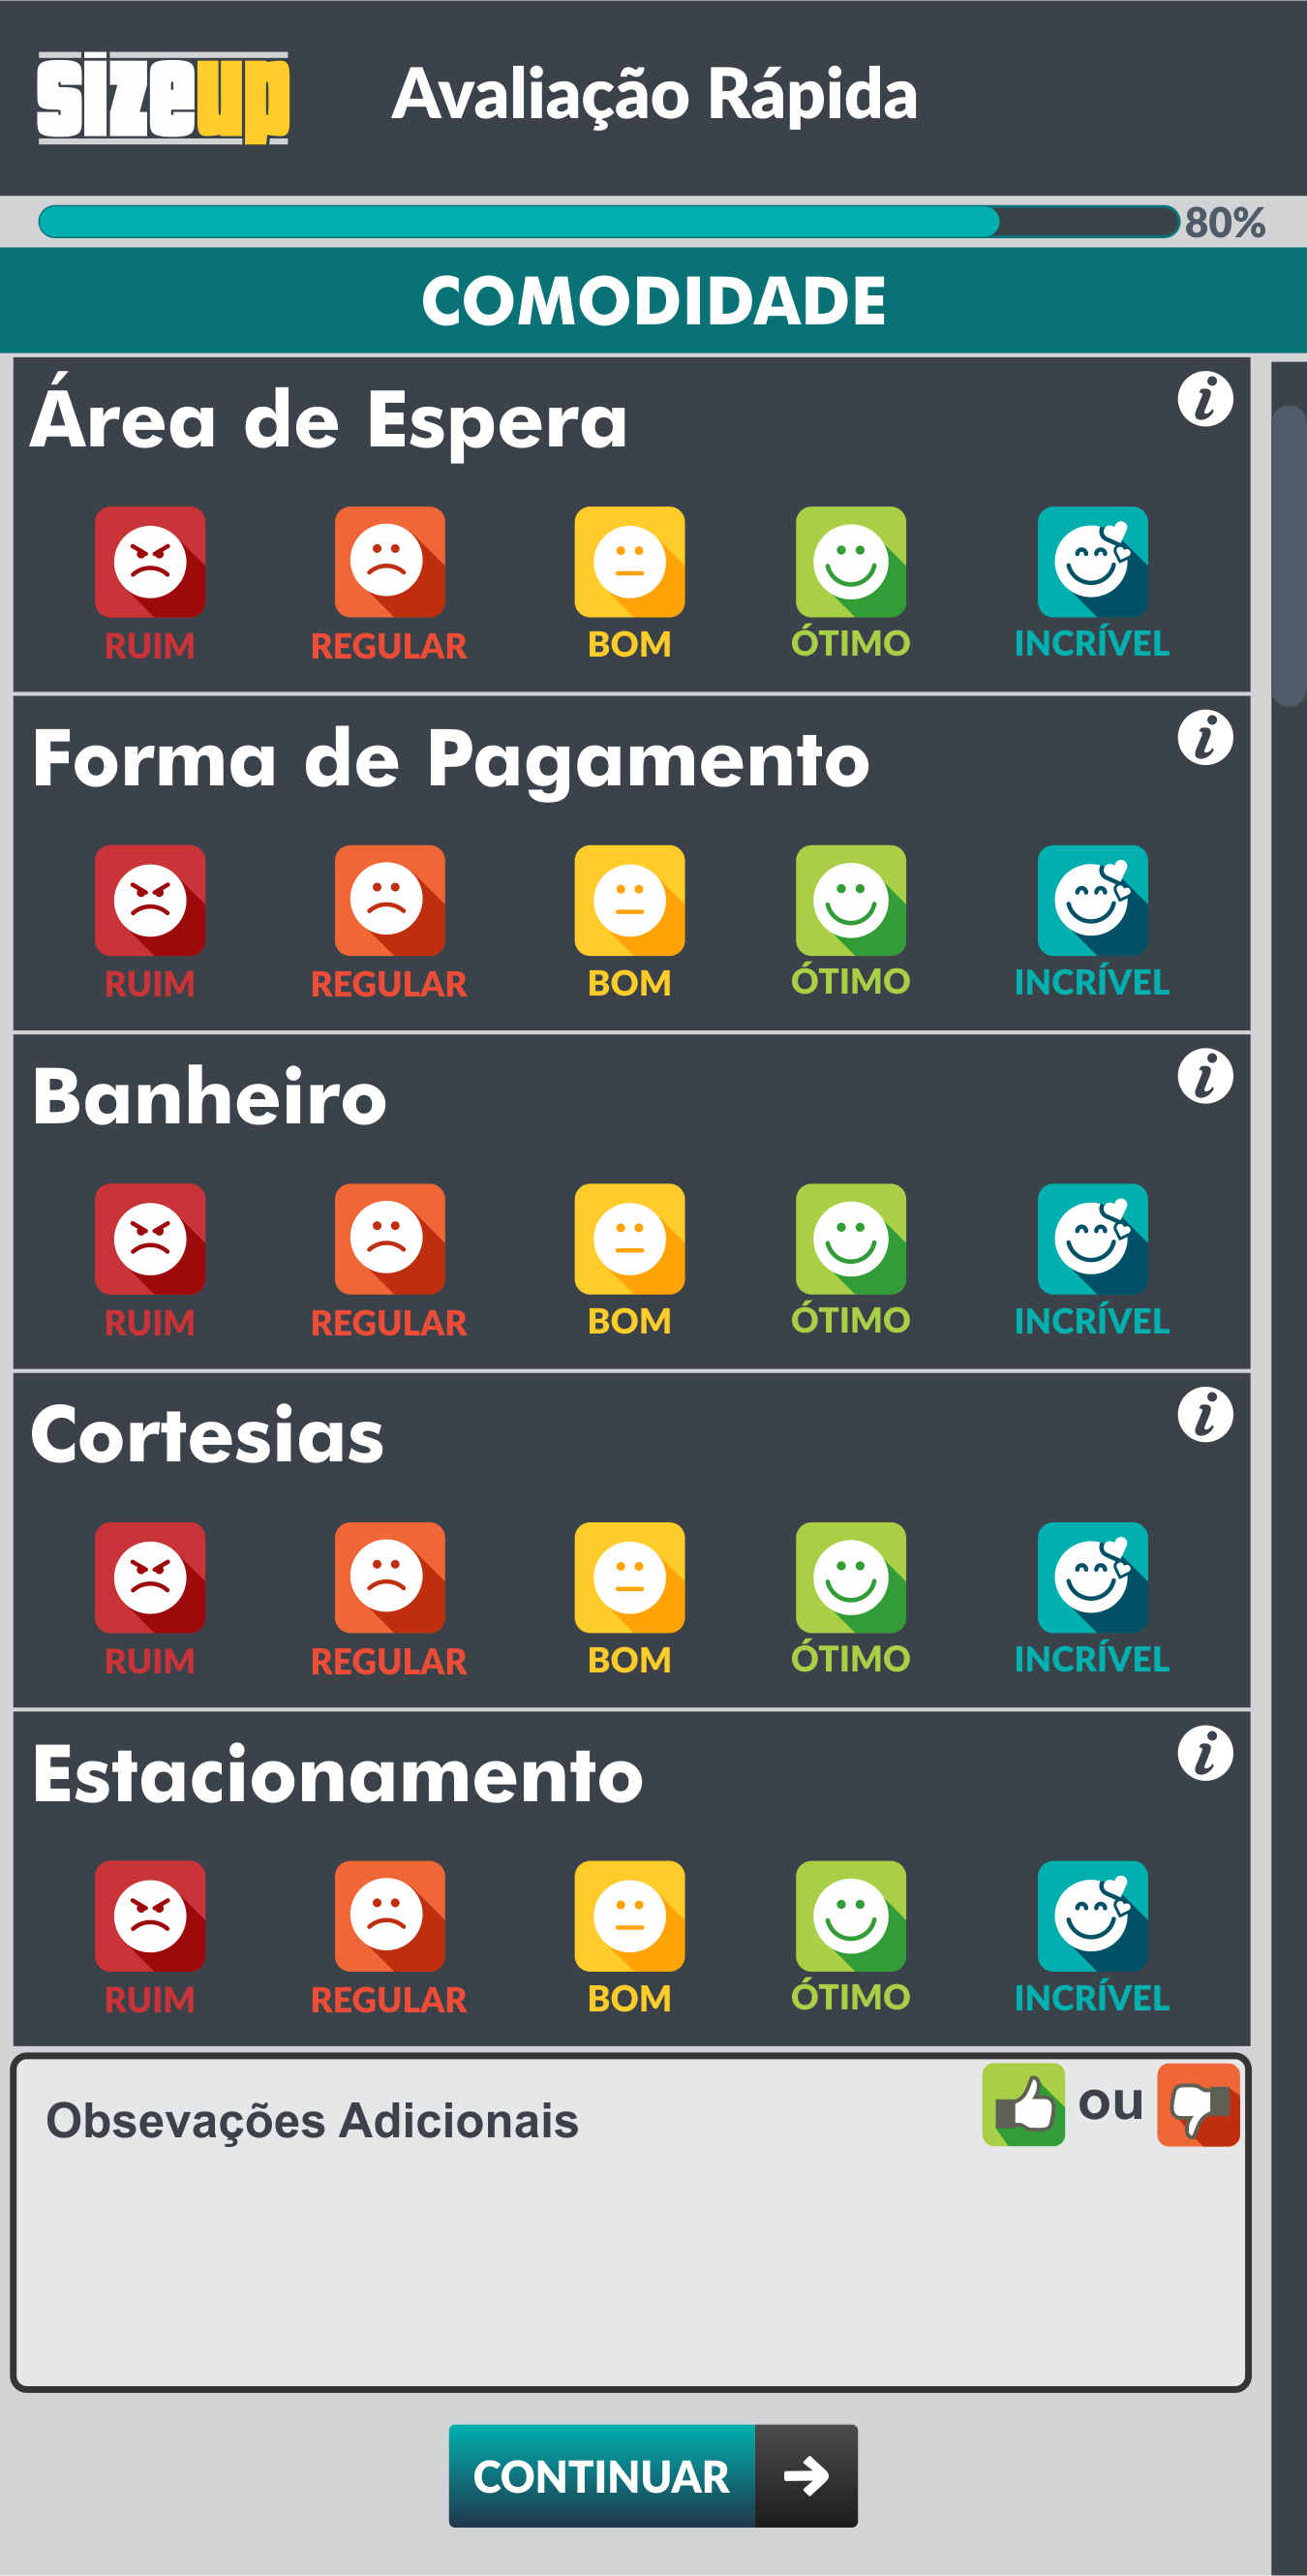 sizeup
Avaliação Rápida
80%
COMODIDADE
Área de Espera
RUIM REGULAR BOM ÓTIMO INCRÍVEL
Forma de Pagamento
RUIM REGULAR BOM ÓTIMO INCRÍVEL
Banheiro
RUIM REGULAR BOM ÓTIMO INCRÍVEL
Cortesias
RUIM REGULAR BOM ÓTIMO INCRÍVEL
Estacionamento
RUIM REGULAR BOM ÓTIMO INCRÍVEL
Obsevações Adicionais
ou
CONTINUAR